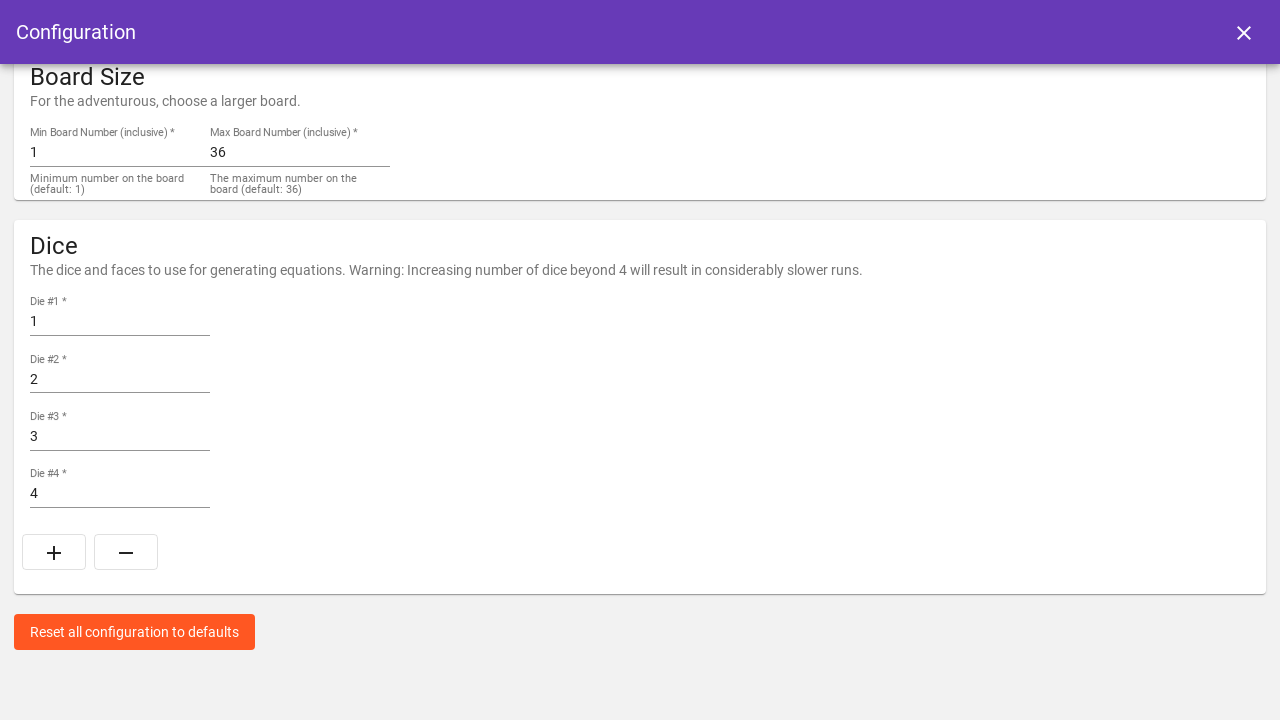 Configuration
Board Size
For the adventurous, choose a larger board.
Min Board Number (inclusive) * Max Board Number (inclusive) *
1 36
Minimum number on the board (default: 1)
The maximum number on the board (default: 36)
Dice
The dice and faces to use for generating equations. Warning: Increasing number of dice beyond 4 will result in considerably slower runs.
Die #1 *
1
Die #2 *
2
Die #3 *
3
Die #4 *
4
Reset all configuration to defaults